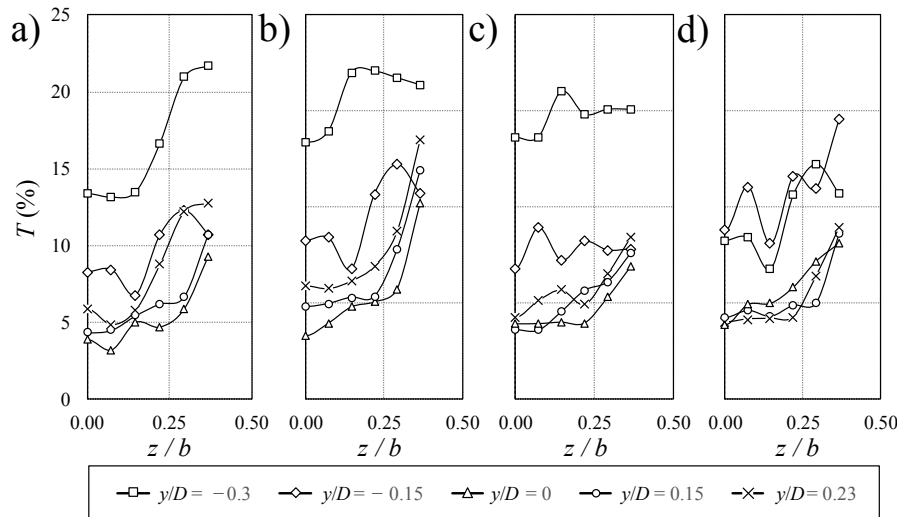 a) b) c) d)
25
20
15
10
5
0
T (%)
0.00 0.25 0.50 0.00 0.25 0.50 0.00 0.25 0.50 0.00 0.25 0.50
z / b z / b z / b z / b
y/D = −0.3 y/D = − 0.15 y/D = 0 y/D = 0.15 y/D = 0.23